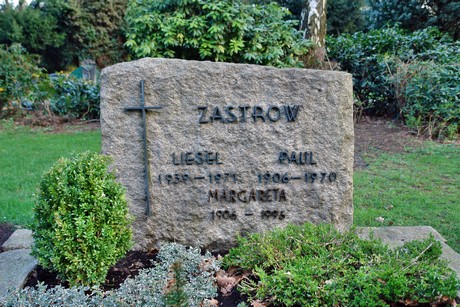 ZASTROW
LIESEL PAUL
1939-1971 1906-1970
MARGARETA
1906 - 1996